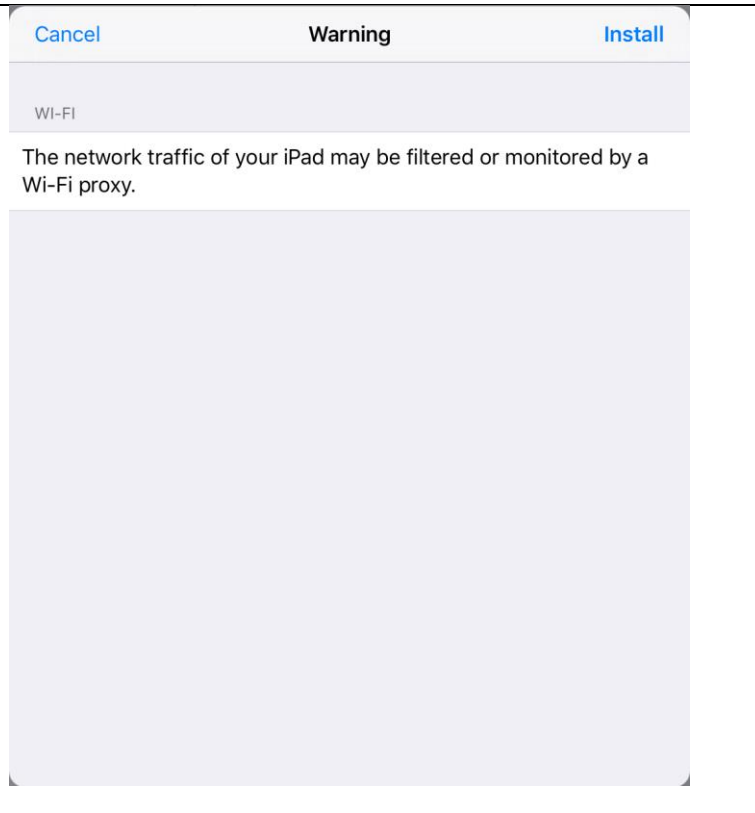 Cancel Warning Install
WI-FI
The network traffic of your iPad may be filtered or monitored by a
Wi-Fi proxy.